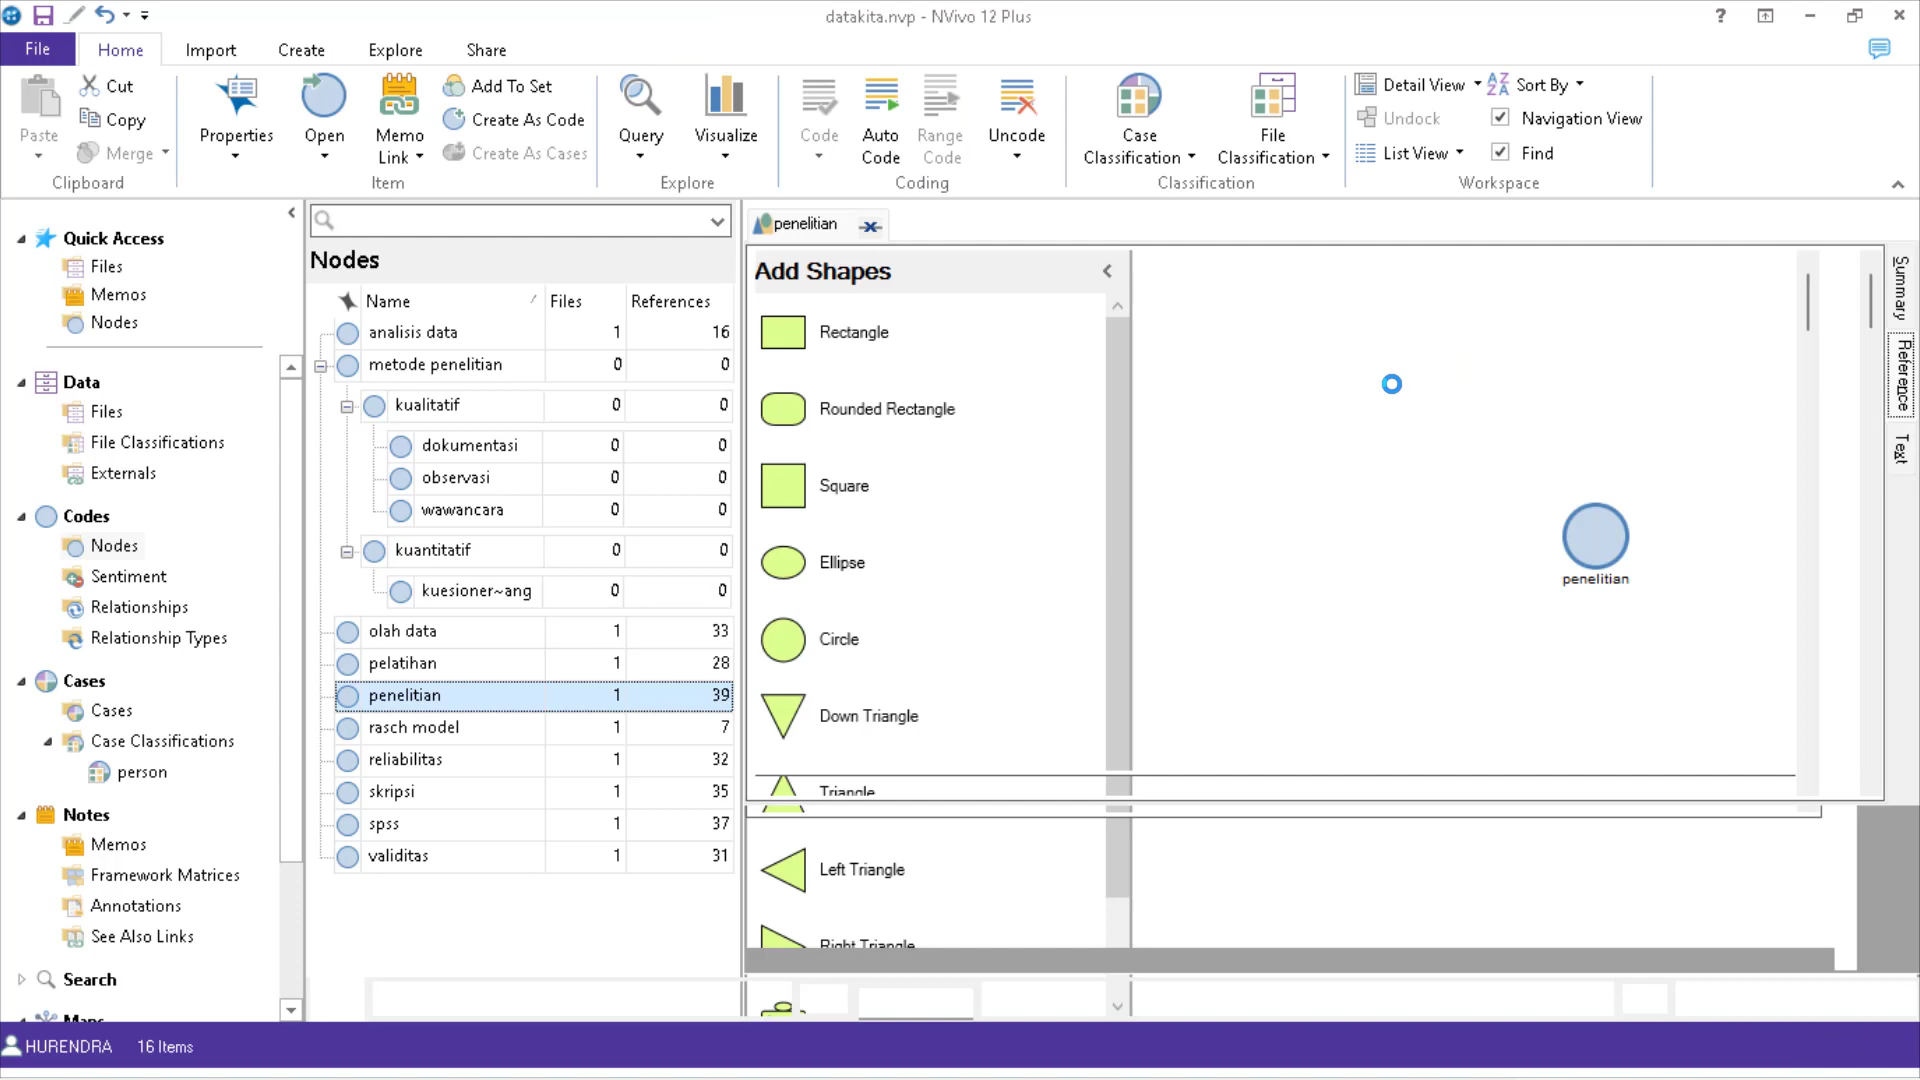 datakita.nvp - NVivo 12 Plus
?
File Home Import Create Explore Share
Paste
Cut
Copy
Merge
Clipboard
Properties
Open
Memo
Link
Add To Set
Create As Code
Create As Cases
Item
Query
Visualize
Explore
Code
Auto
Code
Range
Code
Uncode
Coding
Case
Classification
File
Classification
Classification
Detail View
Sort By
Undock
Navigation View
List View
Find
Workspace
Quick Access
Files
Memos
Nodes
Data
Files
File Classifications
Externals
Codes
Nodes
Sentiment
Relationships
Relationship Types
Cases
Cases
Case Classifications
person
Notes
Memos
Framework Matrices
Annotations
See Also Links
Search
Maps
Nodes
Name Files References
analisis data 1 16
metode penelitian 0 0
kualitatif 0 0
dokumentasi 0 0
observasi 0 0
wawancara 0 0
kuantitatif 0 0
kuesioner~ang 0 0
olah data 1 33
pelatihan 1 28
penelitian 1 39
rasch model 1 7
reliabilitas 1 32
skripsi 1 35
spss 1 37
validitas 1 31
penelitian
Add Shapes
Rectangle
Rounded Rectangle
Square
Ellipse
Circle
Down Triangle
Triangle
Left Triangle
Right Triangle
penelitian
Summary
Reference
Text
HURENDRA 16 Items